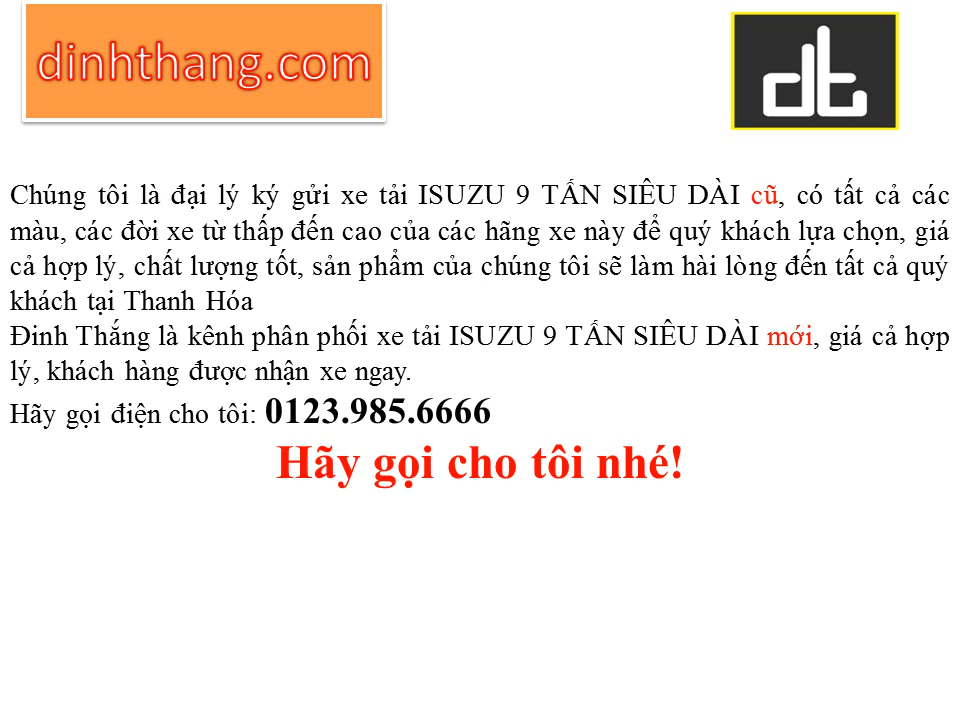 dinhthang.com
dt
Chúng tôi là đại lý ký gửi xe tải ISUZU 9 TẤN SIÊU DÀI cũ, có tất cả các
màu, các đời xe từ thấp đến cao của các hãng xe này để quý khách lựa chọn, giá
cả hợp lý, chất lượng tốt, sản phẩm của chúng tôi sẽ làm hài lòng đến tất cả quý
khách tại Thanh Hóa
Đinh Thắng là kênh phân phối xe tải ISUZU 9 TẤN SIÊU DÀI mới, giá cả hợp
lý, khách hàng được nhận xe ngay.
Hãy gọi điện cho tôi: 0123.985.6666
Hãy gọi cho tôi nhé!